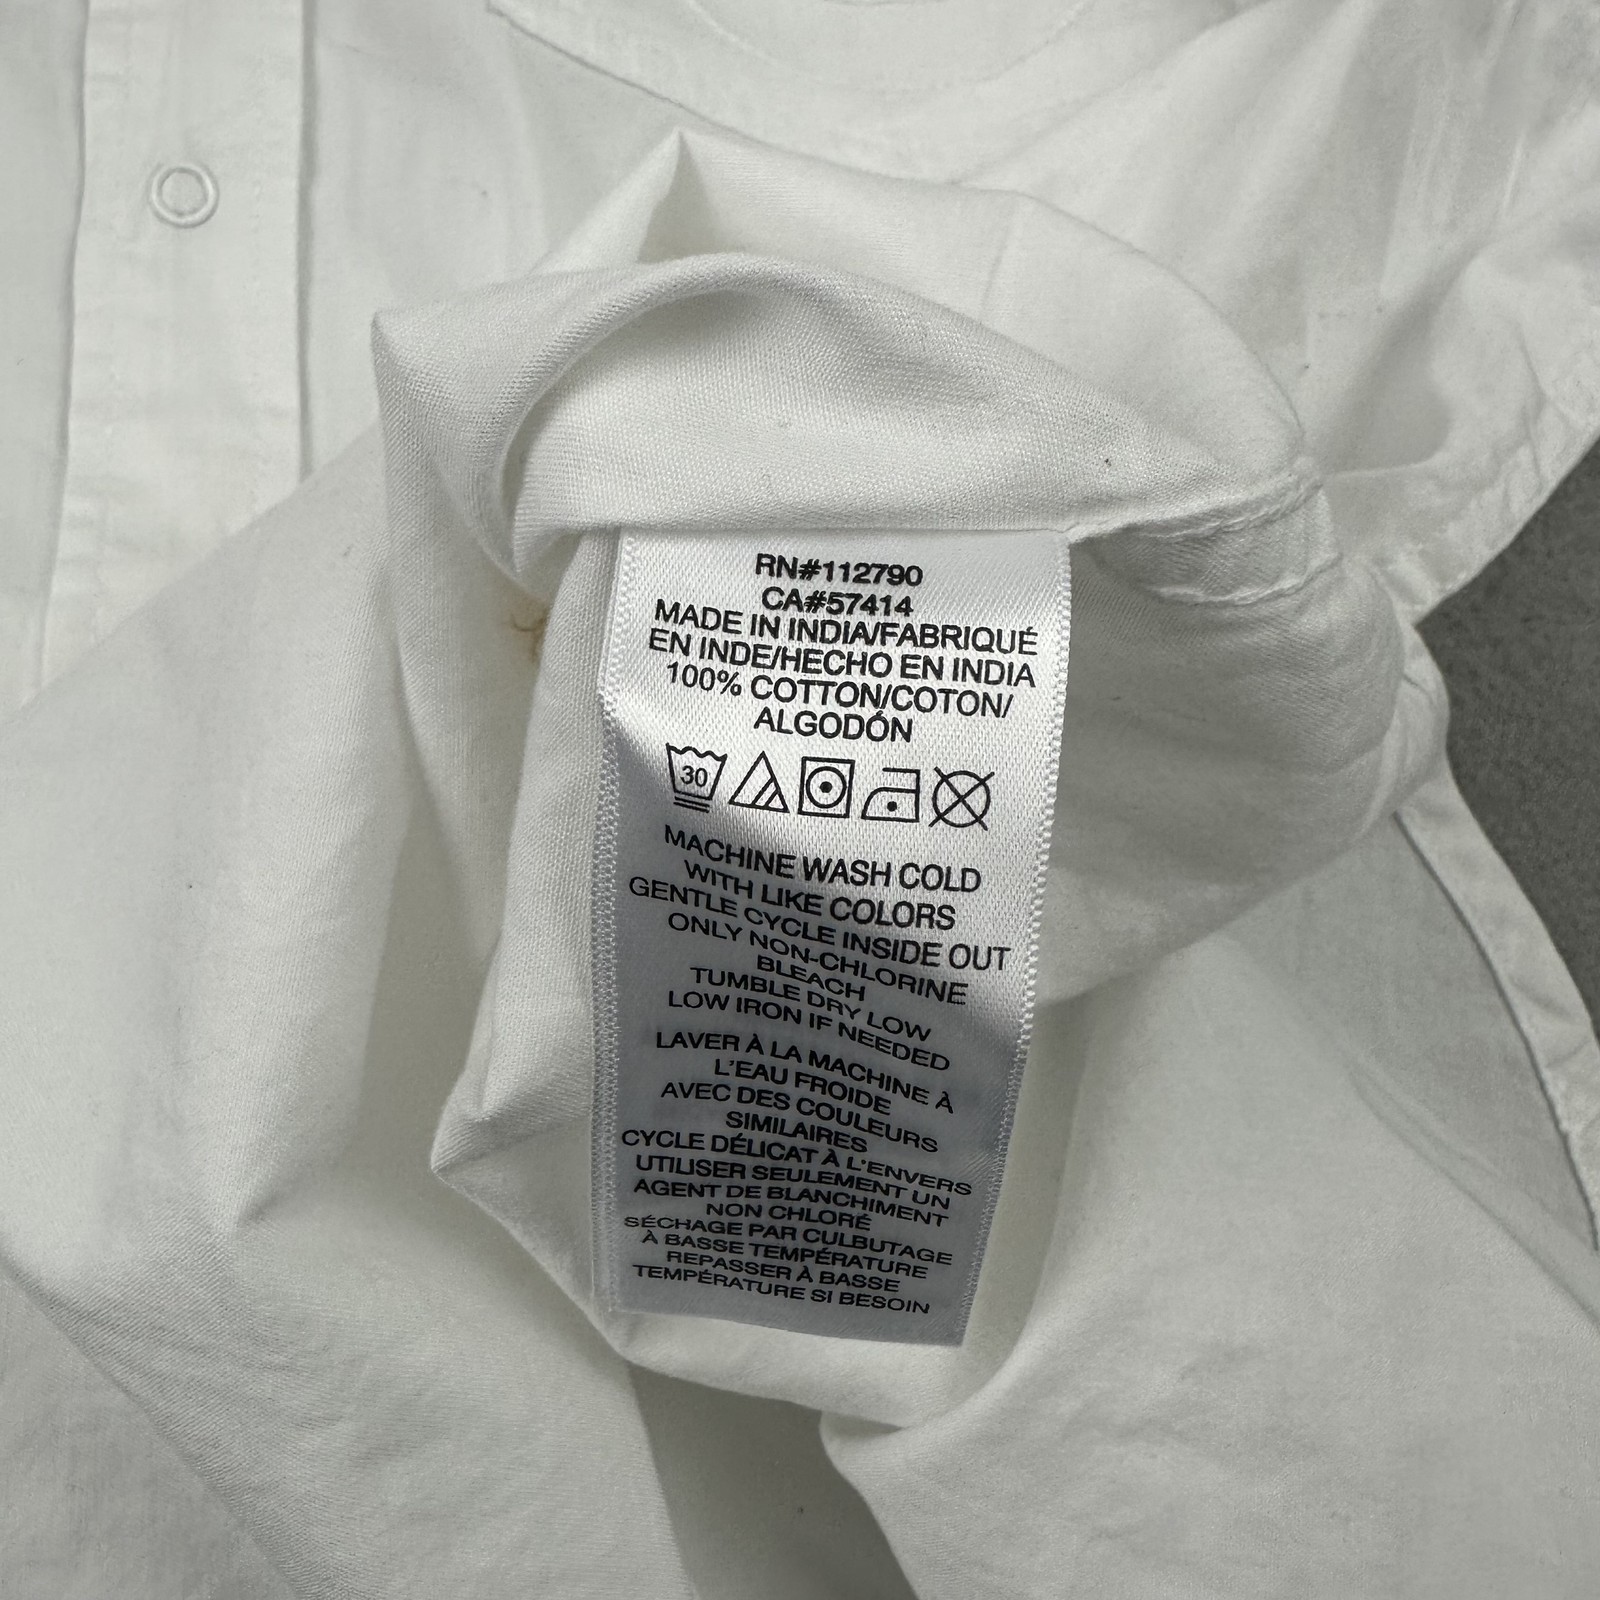 RN#112790
CA#57414
MADE IN INDIA/FABRIQUÉ
EN INDE/HECHO EN INDIA
100% COTTON/COTON/
ALGODÓN
30
MACHINE WASH COLD
WITH LIKE COLORS
GENTLE CYCLE INSIDE OUT
ONLY NON-CHLORINE
BLEACH
TUMBLE DRY LOW
LOW IRON IF NEEDED
LAVER À LA MACHINE À
L'EAU FROIDE
AVEC DES COULEURS
SIMILAIRES
CYCLE DÉLICAT À L'ENVERS
UTILISER SEULEMENT UN
AGENT DE BLANCHIMENT
NON CHLORÉ
SÉCHAGE PAR CULBUTAGE
À BASSE TEMPÉRATURE
REPASSER À BASSE
TEMPÉRATURE SI BESOIN